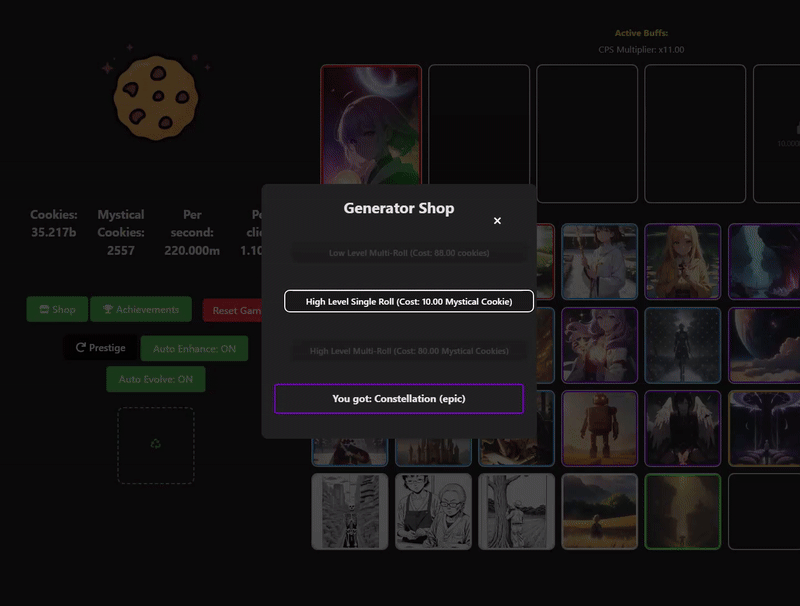 Active Buffs:
CPS Multiplier: x11.00
Cookies:
35.217b
Mystical
Cookies:
2557
Per
second:
220.000m
1.10
Shop
Achievements
Reset Gam
Prestige
Auto Enhance: ON
Auto Evolve: ON
Generator Shop
×
Low Level Multi-Roll (Cost: 88.00 cookies)
High Level Single Roll (Cost: 10.00 Mystical Cookie)
High Level Multi-Roll (Cost: 80.00 Mystical Cookies)
You got: Constellation (epic)